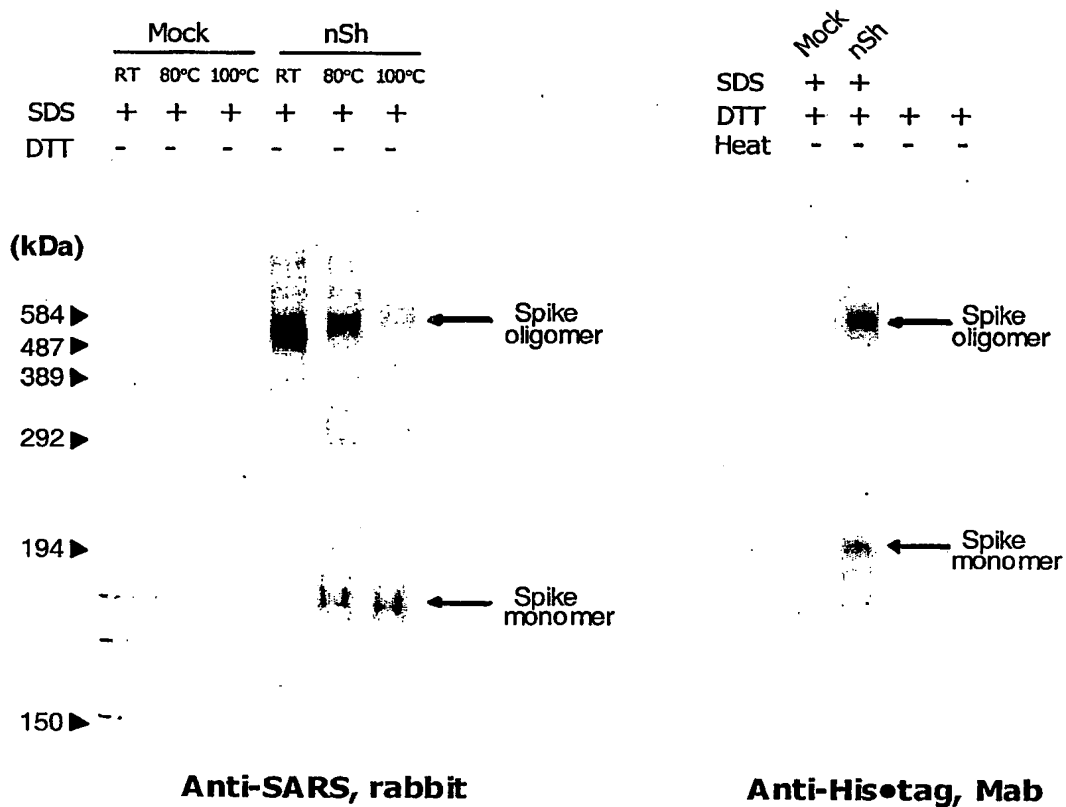 Mock nSh
RT 80°C 100°C RT 80°C 100°C
SDS + + + + + +
DTT - - - - - -
(kDa)
584
487
389
292
194
150
Spike
oligomer
Spike
monomer
Anti-SARS, rabbit
Mock nSh
SDS + +
DTT + + + +
Heat - - - -
Spike
oligomer
Spike
monomer
Anti-His•tag, Mab